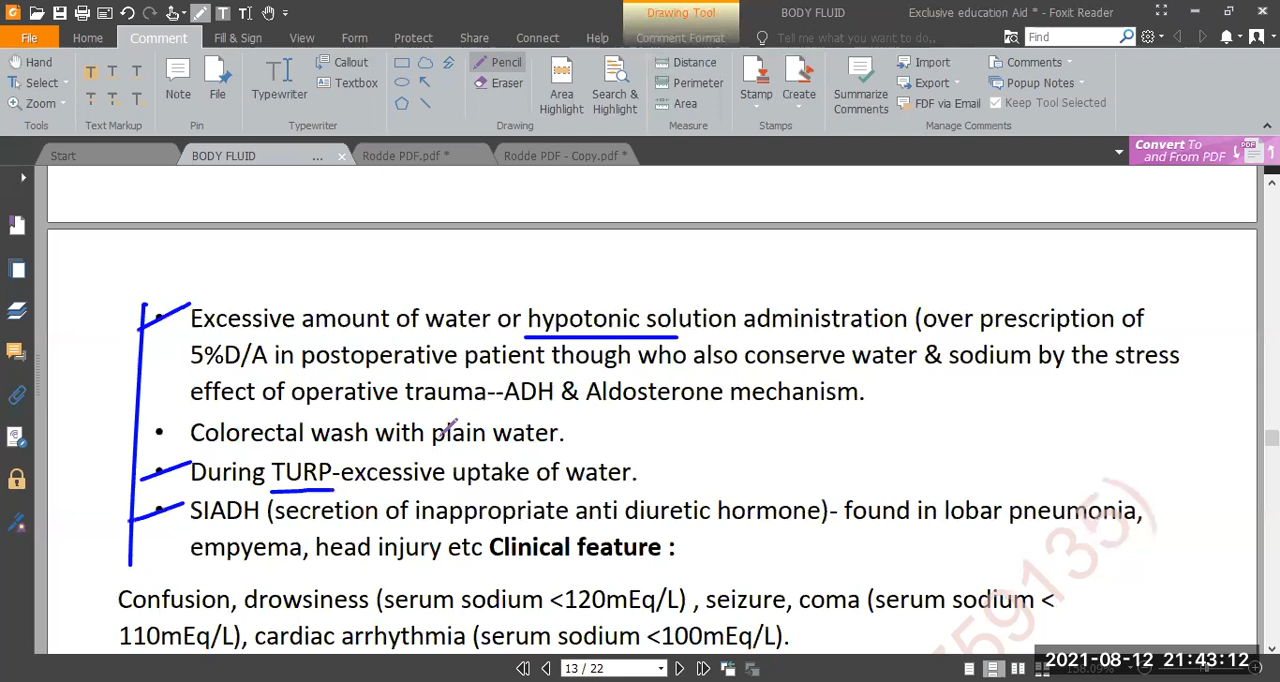 Drawing Tool
BODY FLUID
Exclusive education Aid * - Foxit Reader
File Home Comment Fill & Sign View Form Protect Share Connect Help Comment Format Tell me what you want to do.. Find
Hand
Select
Zoom
Tools
Text Markup
Note
File
Pin
Typewriter
Callout
Textbox
Typewriter
Pencil
Eraser
Drawing
Area Highlight
Search & Highlight
Distance
Perimeter
Area
Measure
Stamp
Create
Stamps
Summarize Comments
Import
Export
FDF via Email
Comments
Popup Notes
Keep Tool Selected
Manage Comments
Start
BODY FLUID ...
Rodde PDF.pdf *
Rodde PDF - Copy.pdf *
Convert To and From PDF
• Excessive amount of water or hypotonic solution administration (over prescription of
5%D/A in postoperative patient though who also conserve water & sodium by the stress
effect of operative trauma--ADH & Aldosterone mechanism.
• Colorectal wash with plain water.
• During TURP-excessive uptake of water.
• SIADH (secretion of inappropriate anti diuretic hormone)- found in lobar pneumonia,
empyema, head injury etc Clinical feature :
Confusion, drowsiness (serum sodium <120mEq/L) , seizure, coma (serum sodium <
110mEq/L), cardiac arrhythmia (serum sodium <100mEq/L).
59135)
13 / 22
2021-08-12 21:43:12